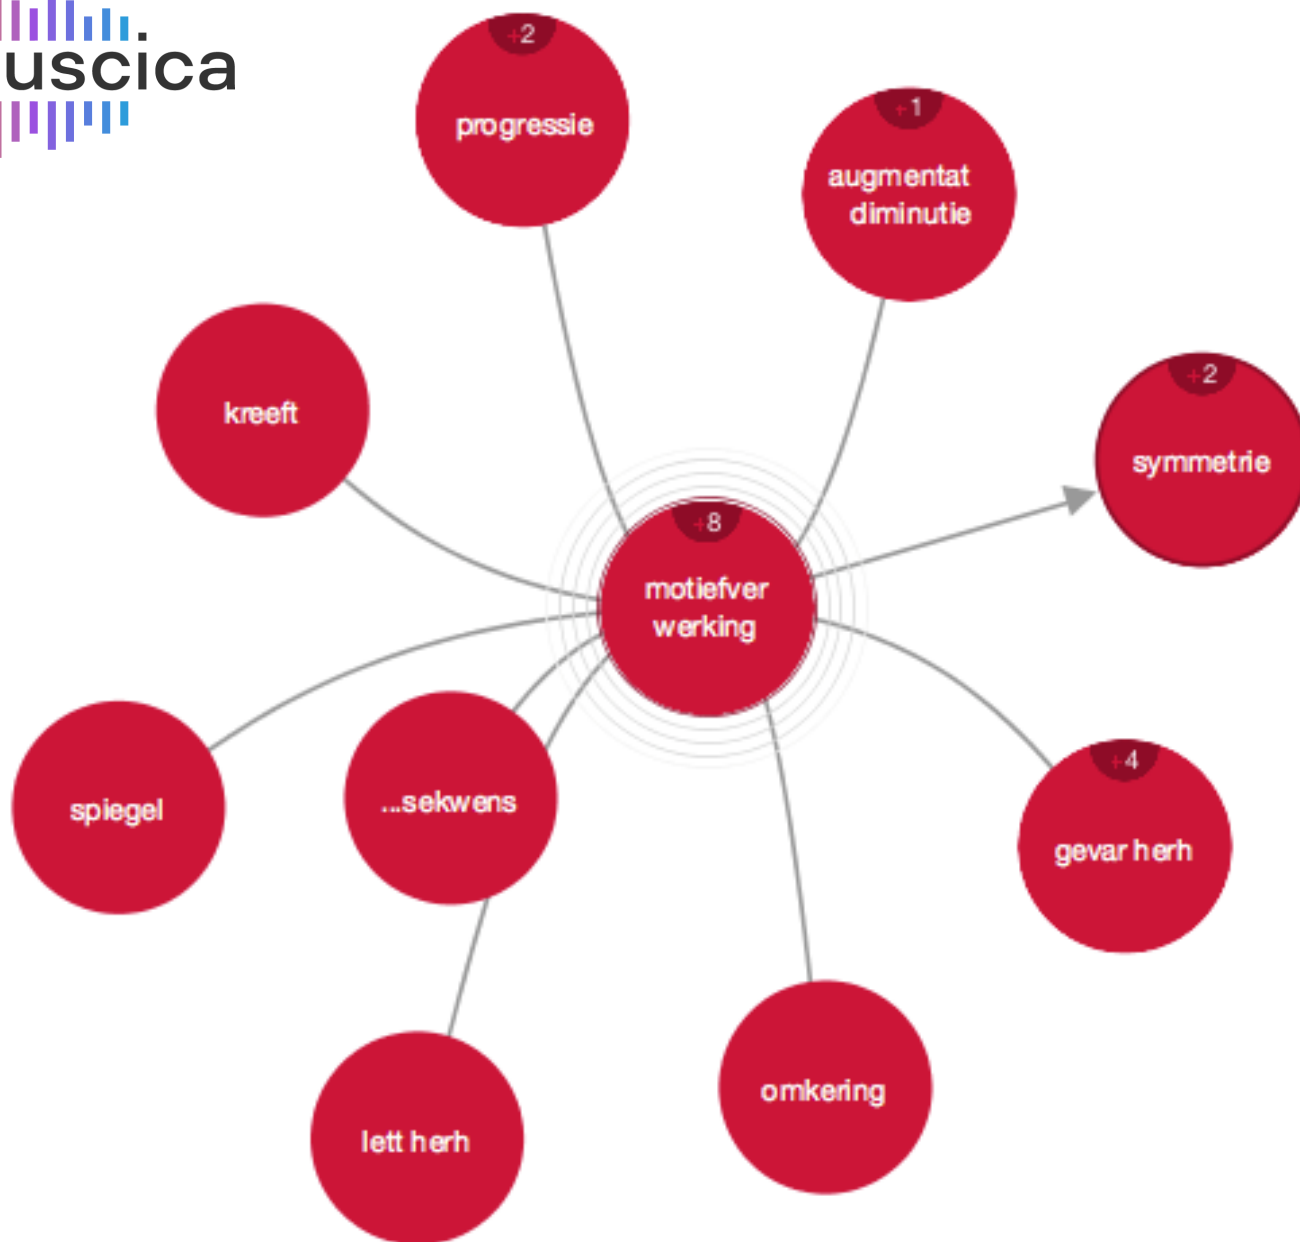 uscica
+2
progressie
+1
augmentat
diminutie
kreeft
+2
symmetrie
+8
motiefver
werking
spiegel
...sekwens
+4
gevar herh
lett herh
omkering